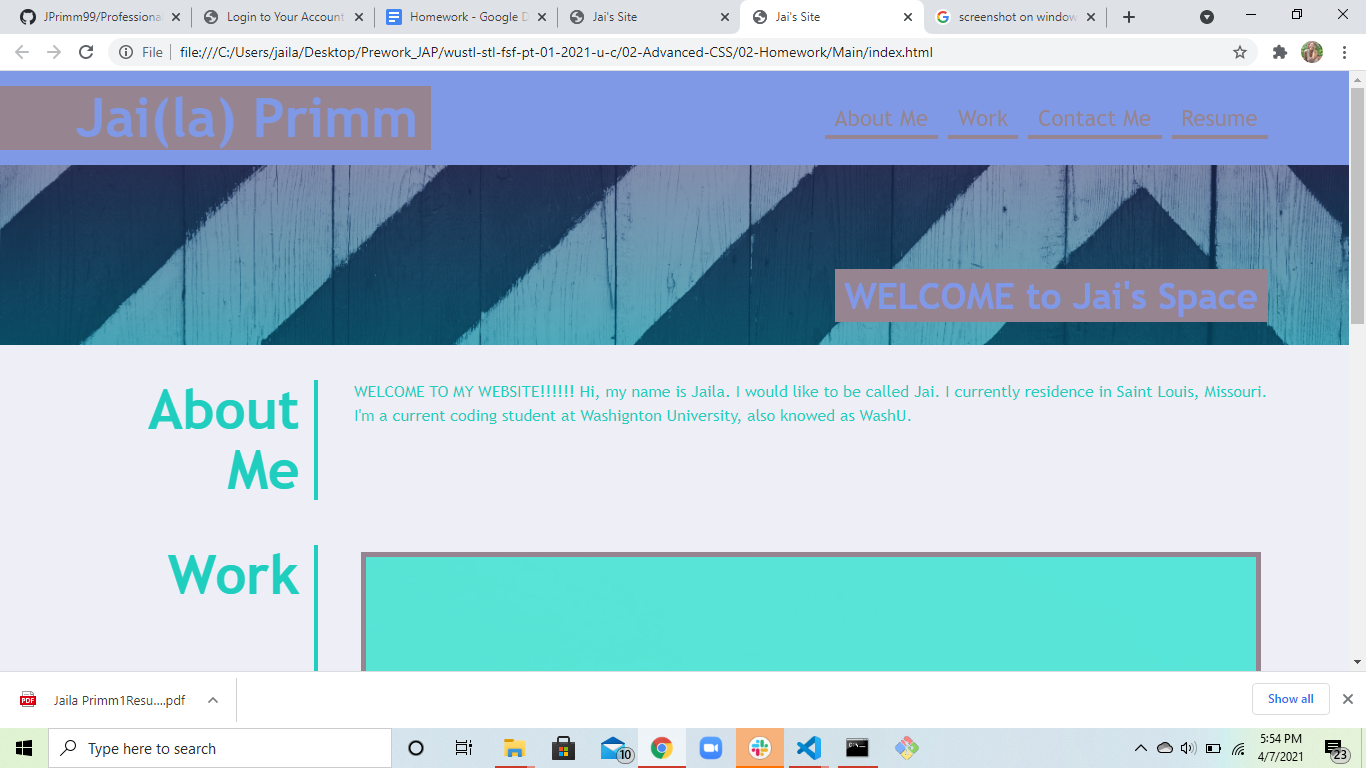 JPrimm99/Professiona
Login to Your Account
Homework - Google D
Jai's Site
Jai's Site
screenshot on window
File
file:///C:/Users/jaila/Desktop/Prework_JAP/wustl-stl-fsf-pt-01-2021-u-c/02-Advanced-CSS/02-Homework/Main/index.html
Jai(la) Primm
About Me
Work
Contact Me
Resume
WELCOME to Jai's Space
About
Me
WELCOME TO MY WEBSITE!!!!!! Hi, my name is Jaila. I would like to be called Jai. I currently residence in Saint Louis, Missouri.
I'm a current coding student at Washignton University, also knowed as WashU.
Work
PDF
Jaila Primm1Resu....pdf
Show all
Type here to search
10
5:54 PM
4/7/2021
23